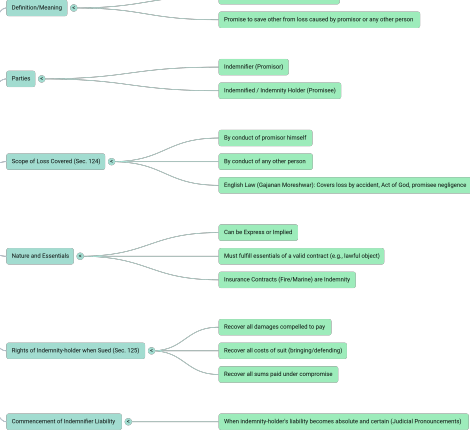 Definition/Meaning
Promise to save other from loss caused by promisor or any other person
Parties
Indemnifier (Promisor)
Indemnified / Indemnity Holder (Promisee)
Scope of Loss Covered (Sec. 124)
By conduct of promisor himself
By conduct of any other person
English Law (Gajanan Moreshwar): Covers loss by accident, Act of God, promisee negligence
Nature and Essentials
Can be Express or Implied
Must fulfill essentials of a valid contract (e.g., lawful object)
Insurance Contracts (Fire/Marine) are Indemnity
Rights of Indemnity-holder when Sued (Sec. 125)
Recover all damages compelled to pay
Recover all costs of suit (bringing/defending)
Recover all sums paid under compromise
Commencement of Indemnifier Liability
When indemnity-holder's liability becomes absolute and certain (Judicial Pronouncements)